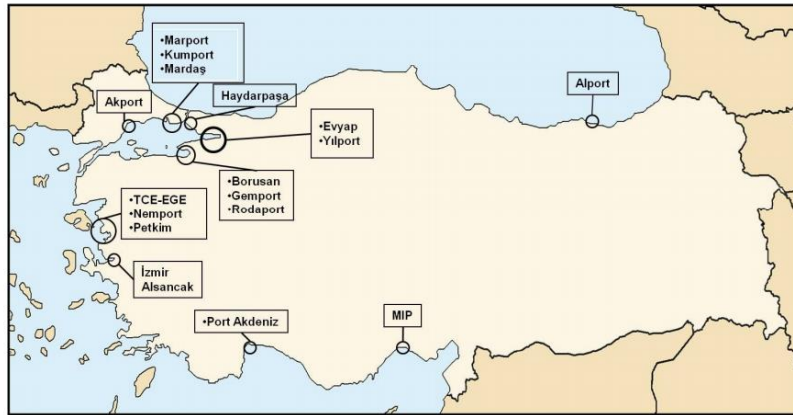 •Marport
•Kumport
•Mardaş
Haydarpaşa
Akport
Alport
•Evyap
•Yılport
•Borusan
•Gemport
•Rodaport
•TCE-EGE
•Nemport
•Petkim
İzmir
Alsancak
•Port Akdeniz
MIP